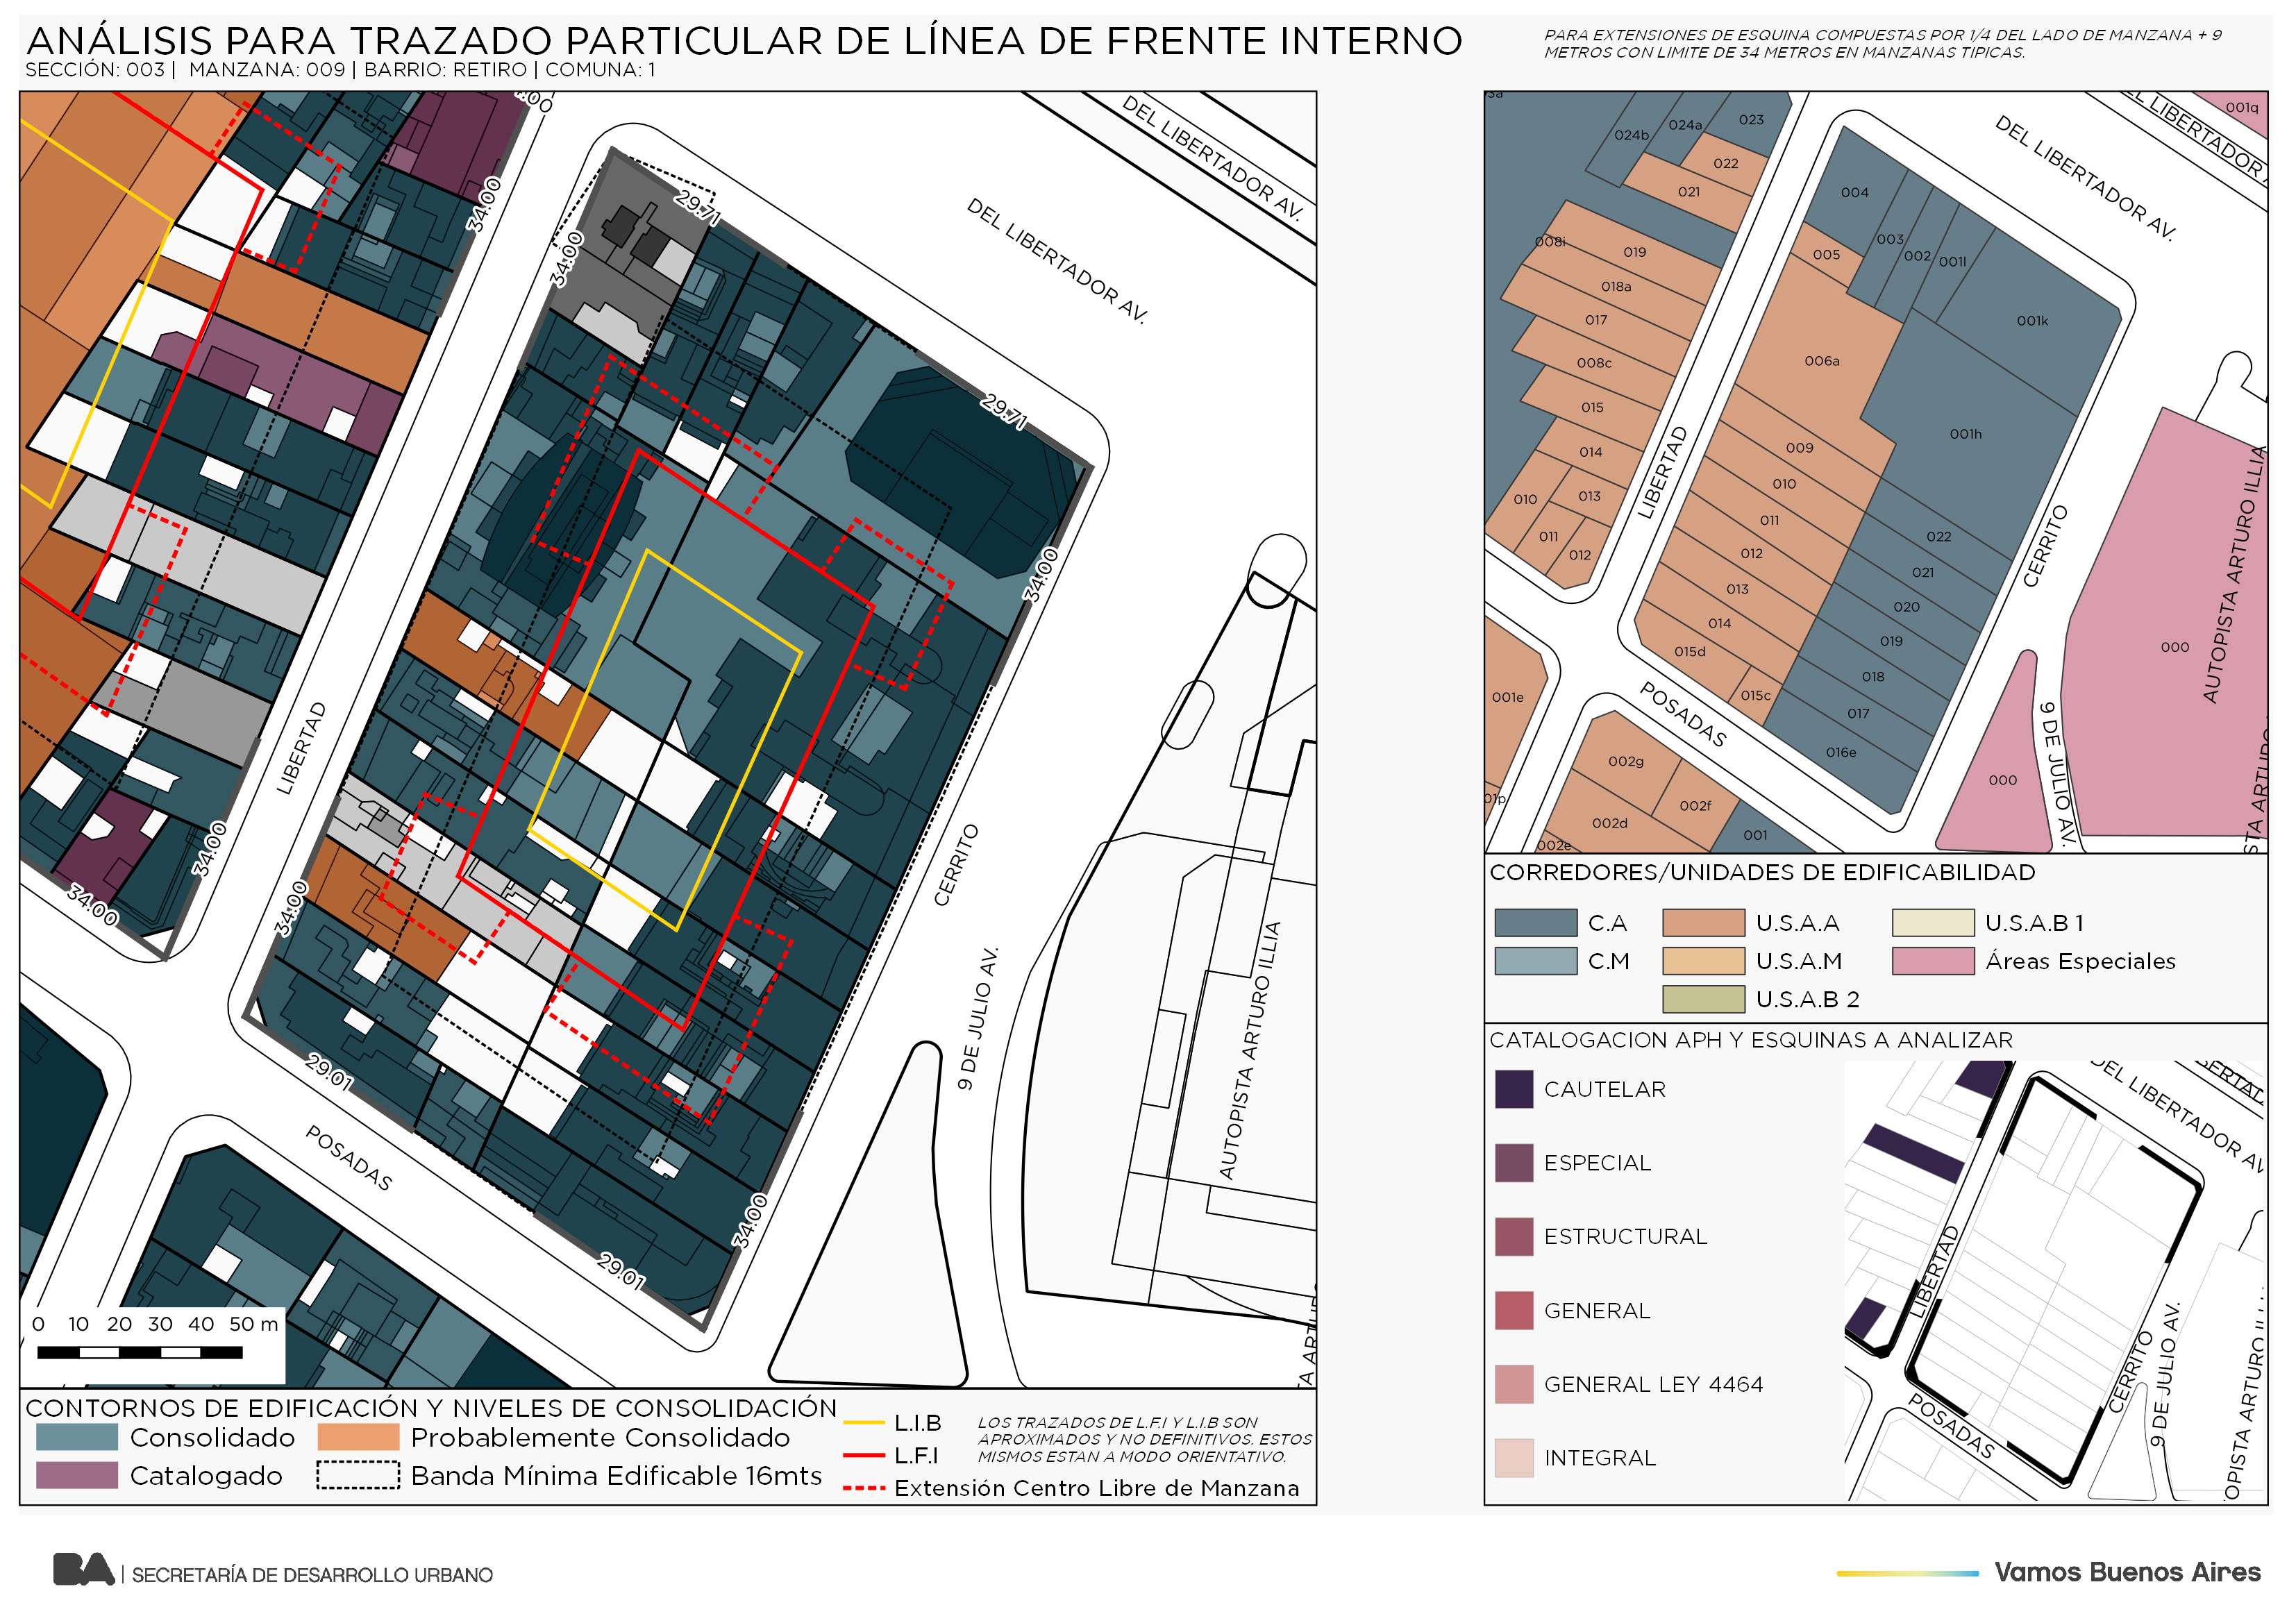 ANÁLISIS PARA TRAZADO PARTICULAR DE LÍNEA DE FRENTE INTERNO
SECCIÓN: 003 | MANZANA: 009 | BARRIO: RETIRO | COMUNA: 1
PARA EXTENSIONES DE ESQUINA COMPUESTAS POR 1/4 DEL LADO DE MANZANA + 9
METROS CON LIMITE DE 34 METROS EN MANZANAS TIPICAS.
DEL LIBERTADOR AV.
DEL LIBERTADOR AV.
34.00
34.00
29.71
29.71
34.00
LIBERTAD
34.00
34.00
34.00
CERRITO
9 DE JULIO AV.
AUTOPISTA ARTURO ILLIA
29.01
POSADAS
29.01
34.00
0 10 20 30 40 50 m
CONTORNOS DE EDIFICACIÓN Y NIVELES DE CONSOLIDACIÓN
Consolidado
Probablemente Consolidado
Catalogado
Banda Mínima Edificable 16mts
L.I.B
L.F.I
Extensión Centro Libre de Manzana
LOS TRAZADOS DE L.F.I Y L.I.B SON
APROXIMADOS Y NO DEFINITIVOS. ESTOS
MISMOS ESTAN A MODO ORIENTATIVO.
001q
DEL LIBERTADOR AV.
024b
024a
023
022
021
008i
019
018a
017
008c
015
014
010
013
011
012
004
003
002
001l
005
001k
006a
001h
009
010
011
012
013
014
015d
015c
022
021
020
019
018
017
016e
LIBERTAD
CERRITO
POSADAS
9 DE JULIO AV.
AUTOPISTA ARTURO ILLIA
000
000
001e
002g
002f
002d
001
002e
CORREDORES/UNIDADES DE EDIFICABILIDAD
C.A
U.S.A.A
U.S.A.B 1
C.M
U.S.A.M
Áreas Especiales
U.S.A.B 2
CATALOGACION APH Y ESQUINAS A ANALIZAR
CAUTELAR
ESPECIAL
ESTRUCTURAL
GENERAL
GENERAL LEY 4464
INTEGRAL
LIBERTAD
POSADAS
CERRITO
9 DE JULIO AV.
BA | SECRETARÍA DE DESARROLLO URBANO
Vamos Buenos Aires